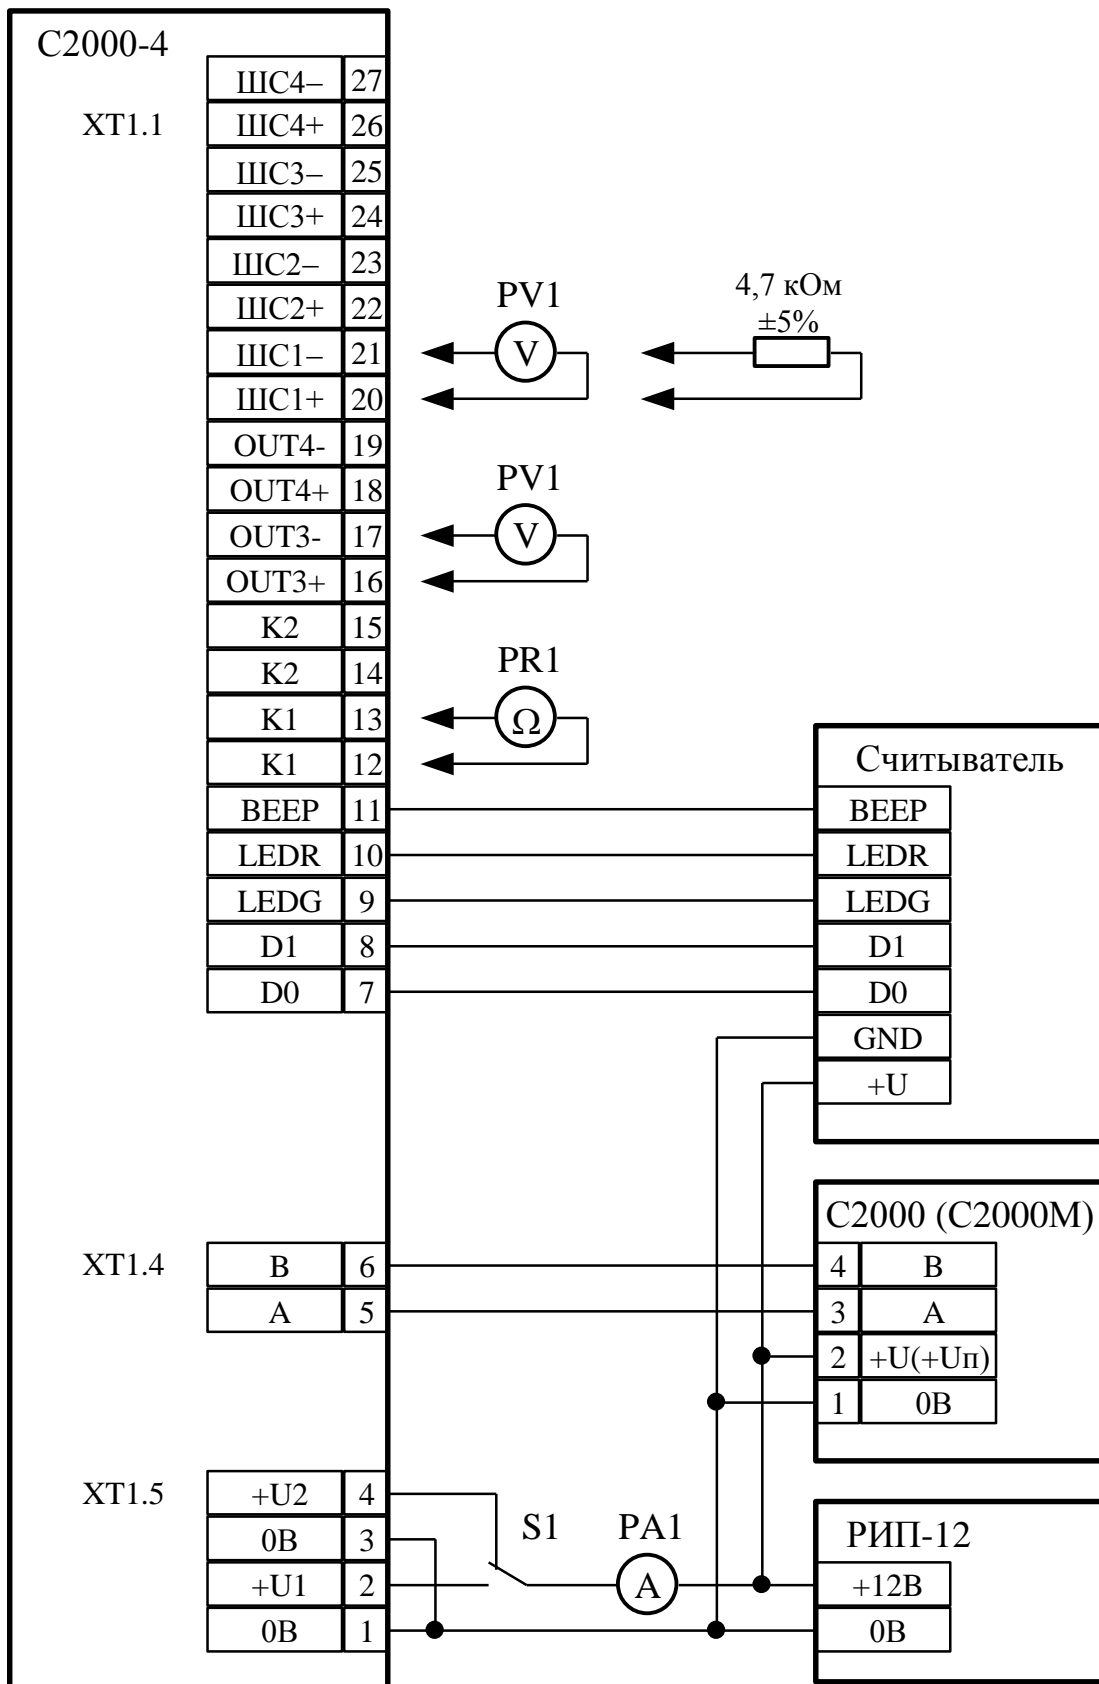 С2000-4
ШС4– 27
XT1.1 ШС4+ 26
ШС3– 25
ШС3+ 24
ШС2– 23
ШС2+ 22
ШС1– 21
ШС1+ 20
OUT4- 19
OUT4+ 18
OUT3- 17
OUT3+ 16
K2 15
K2 14
K1 13
K1 12
BEEP 11
LEDR 10
LEDG 9
D1 8
D0 7
XT1.4 B 6
A 5
XT1.5 +U2 4
0В 3
+U1 2
0В 1
PV1
V
4,7 кОм
±5%
PV1
V
PR1
Ω
S1
PA1
A
Считыватель
BEEP
LEDR
LEDG
D1
D0
GND
+U
С2000 (С2000М)
4 B
3 A
2 +U(+Uп)
1 0В
РИП-12
+12В
0В